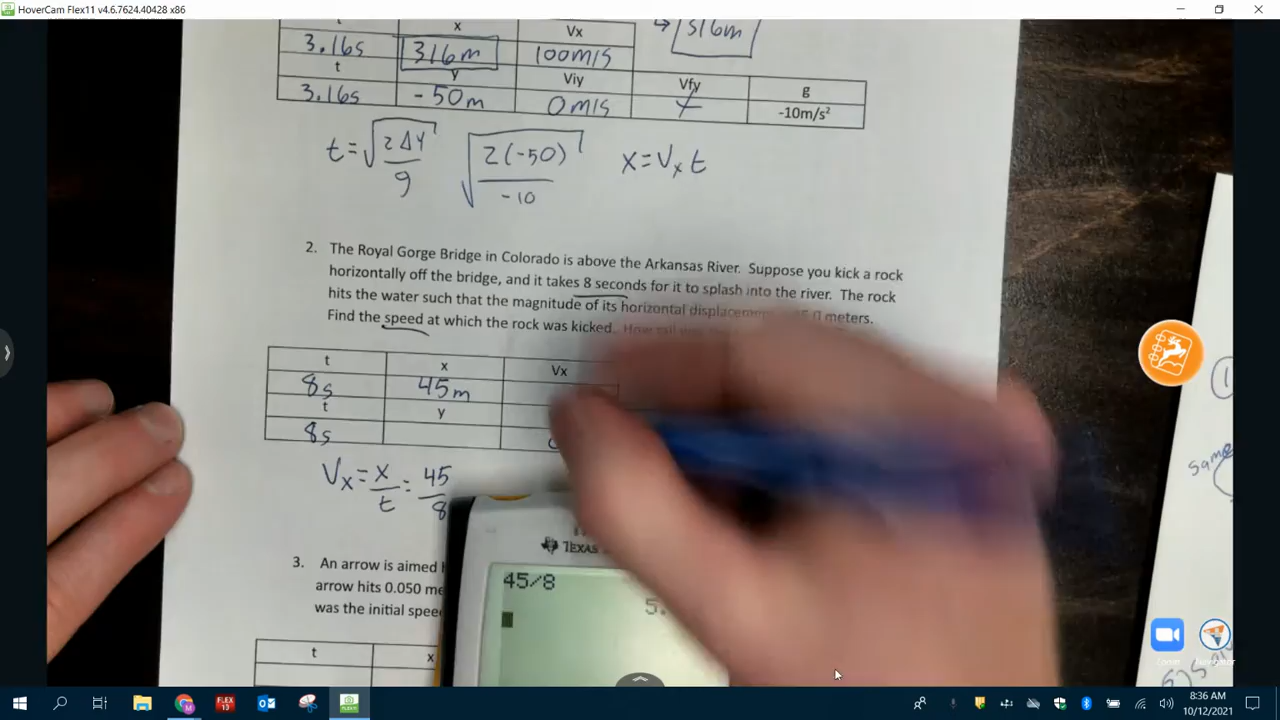 HoverCam Flex11 v4.6.7624.40428 x86
t x Vx 316m
3.16s 316m 100m/s
t y Viy Vfy g
3.16s -50m 0m/s -10m/s²
t=√2ΔY/g √2(-50)/-10 x=Vx t
2. The Royal Gorge Bridge in Colorado is above the Arkansas River. Suppose you kick a rock
horizontally off the bridge, and it takes 8 seconds for it to splash into the river. The rock
hits the water such that the magnitude of its horizontal displacement meters.
Find the speed at which the rock was kicked. How
t x Vx
8s 45m
t y
8s
Vx=x/t=45/8
TEXAS
45/8
5.
3. An arrow is aimed
arrow hits 0.050
was the initial
t x
same
8:36 AM
10/12/2021